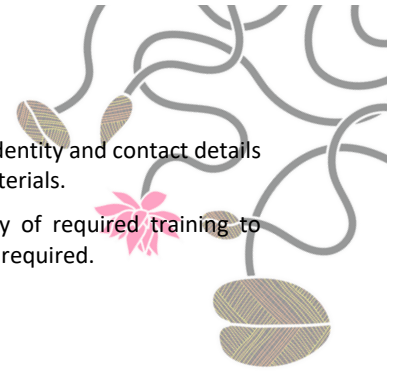 dentity and contact details
terials.
y of required training to
required.